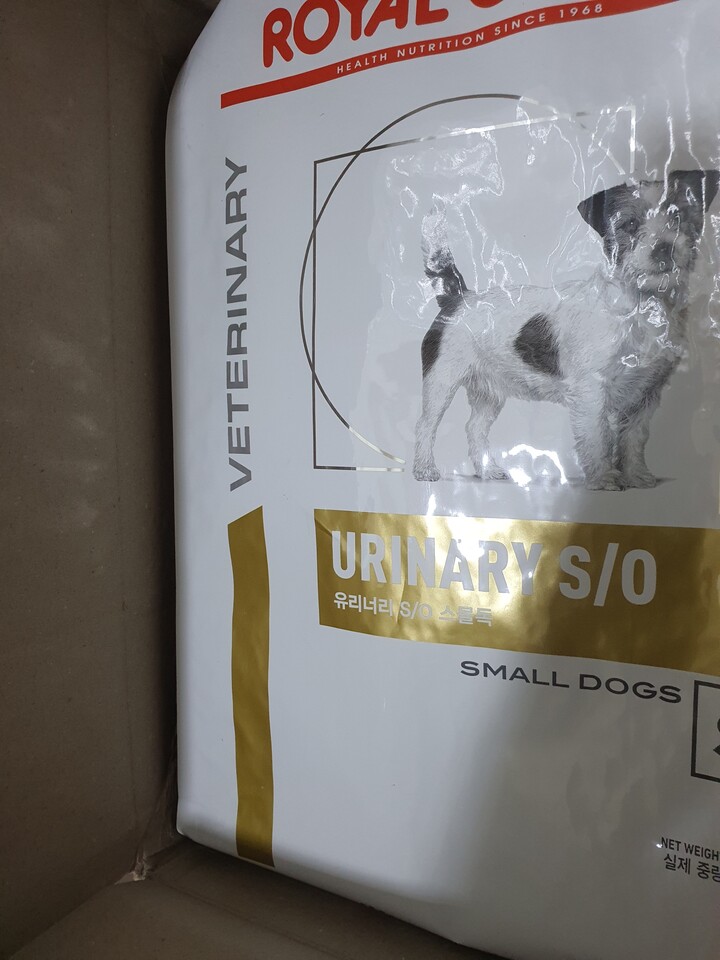 ROYAL
HEALTH NUTRITION SINCE 1968
VETERINARY
URINARY S/O
유리너리 S/O 스몰독
SMALL DOGS
NET WEIGH
실제 중량